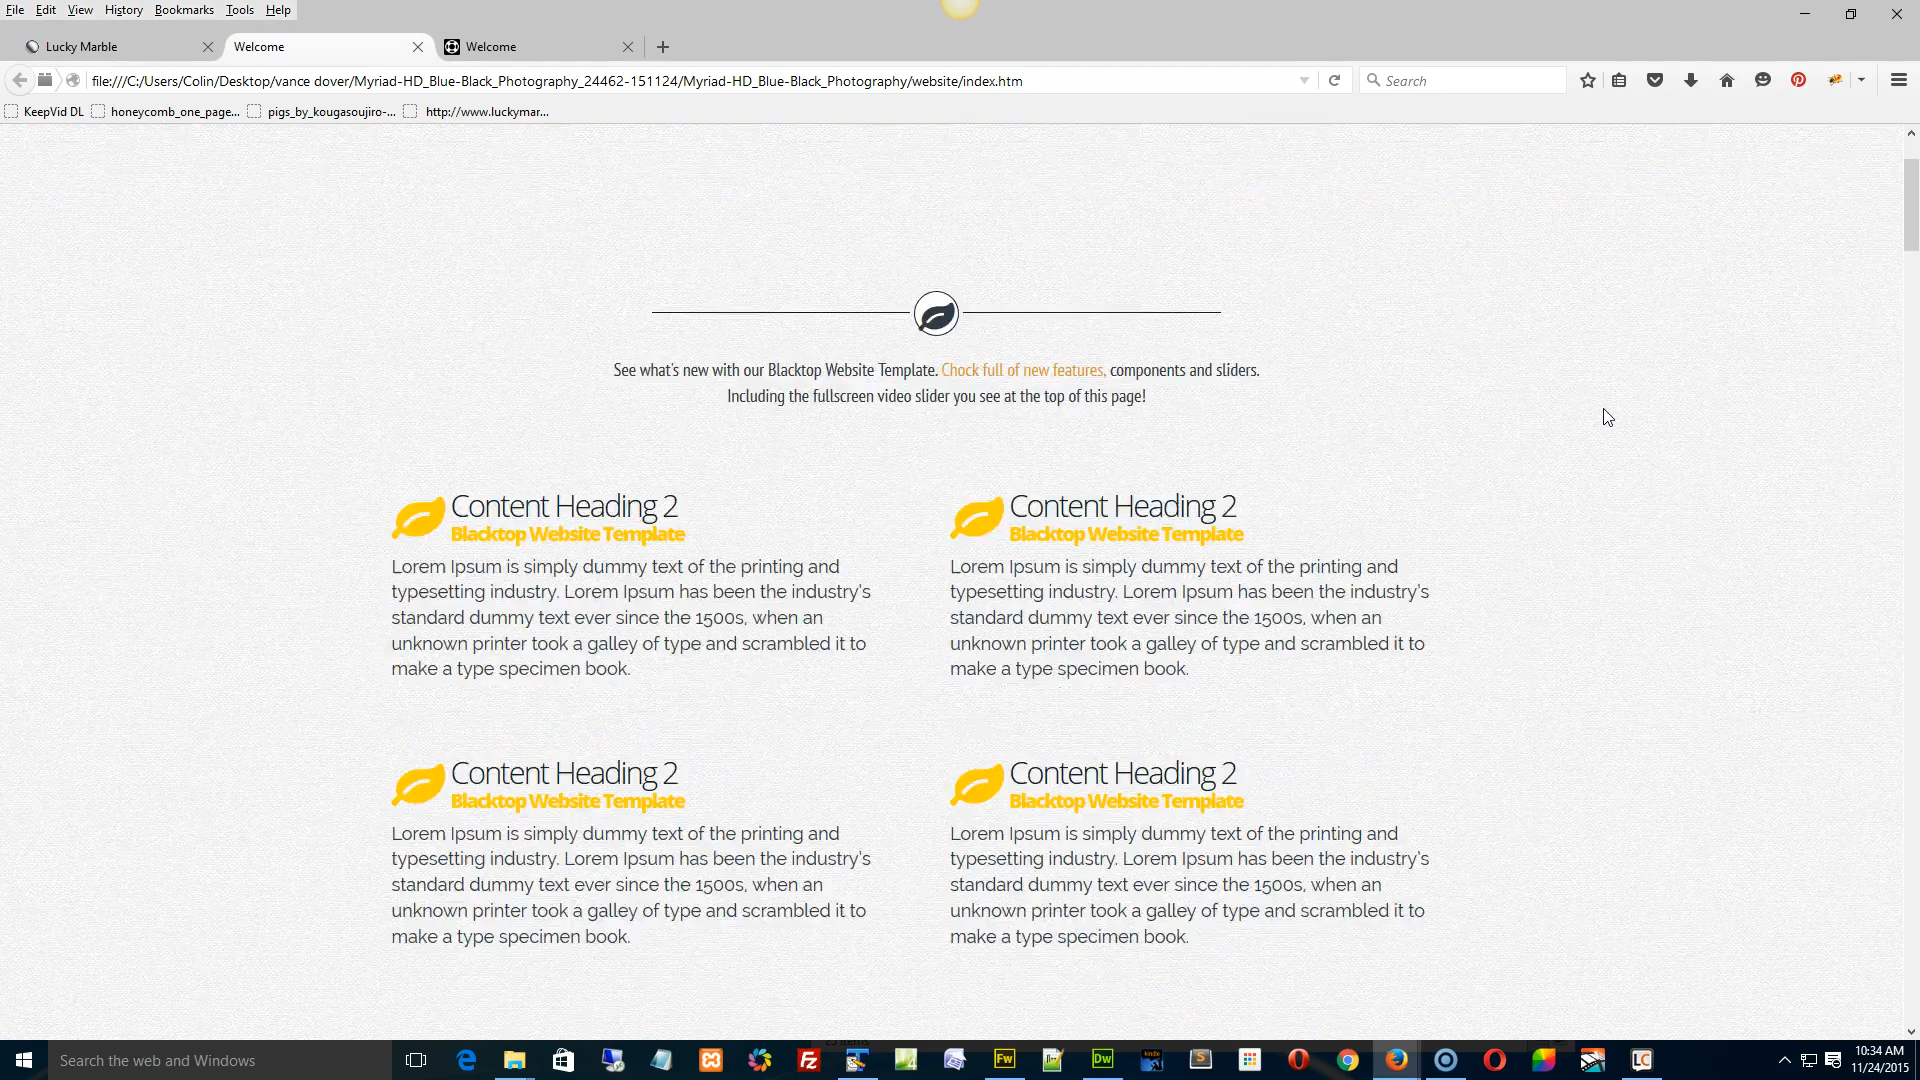 File Edit View History Bookmarks Tools Help
Lucky Marble Welcome Welcome
file:///C:/Users/Colin/Desktop/vance dover/Myriad-HD_Blue-Black_Photography_24462-151124/Myriad-HD_Blue-Black_Photography/website/index.htm Search
KeepVid DL honeycomb_one_page... pigs_by_kougasoujiro-... http://www.luckymar...
See what's new with our Blacktop Website Template. Chock full of new features, components and sliders.
Including the fullscreen video slider you see at the top of this page!
Content Heading 2
Blacktop Website Template
Lorem Ipsum is simply dummy text of the printing and
typesetting industry. Lorem Ipsum has been the industry's
standard dummy text ever since the 1500s, when an
unknown printer took a galley of type and scrambled it to
make a type specimen book.
Content Heading 2
Blacktop Website Template
Lorem Ipsum is simply dummy text of the printing and
typesetting industry. Lorem Ipsum has been the industry's
standard dummy text ever since the 1500s, when an
unknown printer took a galley of type and scrambled it to
make a type specimen book.
Content Heading 2
Blacktop Website Template
Lorem Ipsum is simply dummy text of the printing and
typesetting industry. Lorem Ipsum has been the industry's
standard dummy text ever since the 1500s, when an
unknown printer took a galley of type and scrambled it to
make a type specimen book.
Content Heading 2
Blacktop Website Template
Lorem Ipsum is simply dummy text of the printing and
typesetting industry. Lorem Ipsum has been the industry's
standard dummy text ever since the 1500s, when an
unknown printer took a galley of type and scrambled it to
make a type specimen book.
Search the web and Windows
Fw
Dw
kindle
LC
10:34 AM
11/24/2015